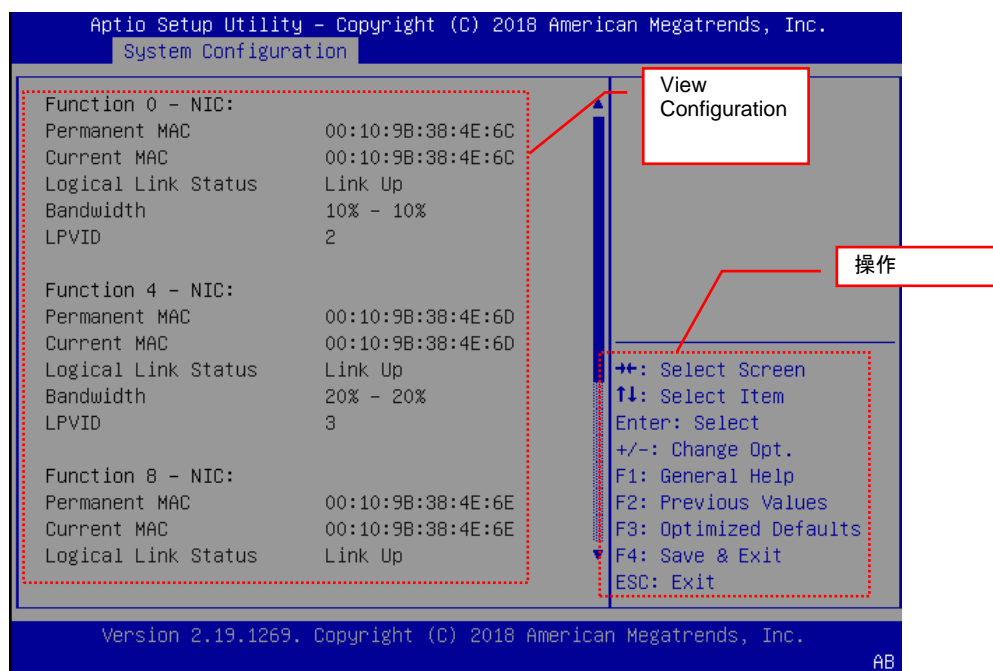 Aptio Setup Utility – Copyright (C) 2018 American Megatrends, Inc.
System Configuration
Function 0 – NIC:
Permanent MAC 00:10:9B:38:4E:6C
Current MAC 00:10:9B:38:4E:6C
Logical Link Status Link Up
Bandwidth 10% – 10%
LPVID 2
Function 4 – NIC:
Permanent MAC 00:10:9B:38:4E:6D
Current MAC 00:10:9B:38:4E:6D
Logical Link Status Link Up
Bandwidth 20% – 20%
LPVID 3
Function 8 – NIC:
Permanent MAC 00:10:9B:38:4E:6E
Current MAC 00:10:9B:38:4E:6E
Logical Link Status Link Up
View
Configuration
操作
→←: Select Screen
↑↓: Select Item
Enter: Select
+/-: Change Opt.
F1: General Help
F2: Previous Values
F3: Optimized Defaults
F4: Save & Exit
ESC: Exit
Version 2.19.1269. Copyright (C) 2018 American Megatrends, Inc.
AB